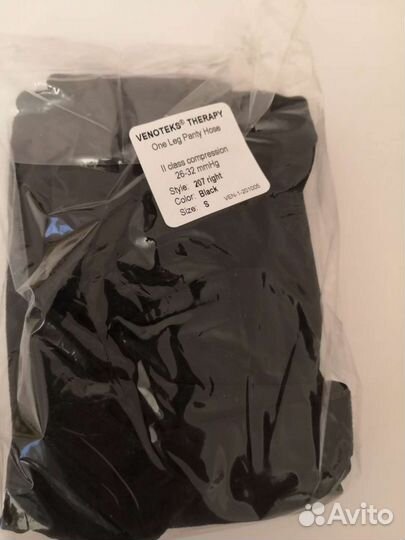 VENOTEKS® THERAPY
One Leg Panty Hose
II class compression
26-32 mmHg
Style: 207 right
Color: Black
Size: S
VEN-1-201005
Avito